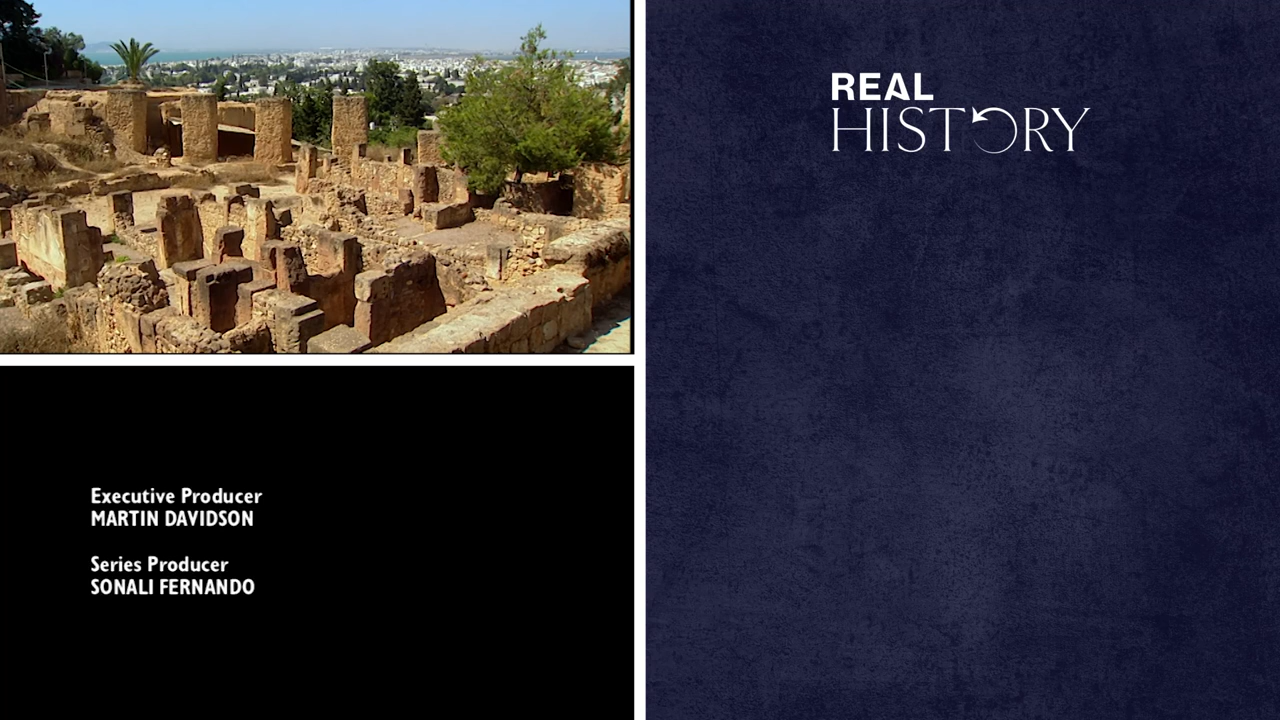 REAL
HISTORY
Executive Producer
MARTIN DAVIDSON
Series Producer
SONALI FERNANDO